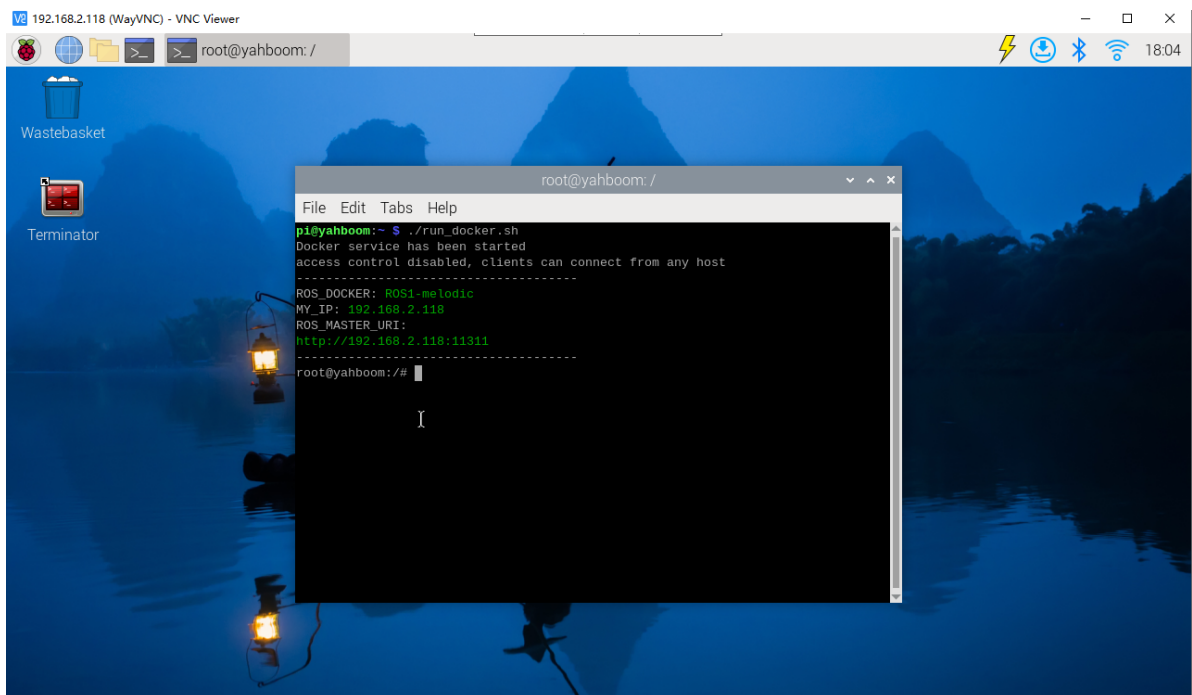 192.168.2.118 (WayVNC) - VNC Viewer
root@yahboom: /
18:04
Wastebasket
Terminator
root@yahboom: /
File Edit Tabs Help
pi@yahboom:~ $ ./run_docker.sh
Docker service has been started
access control disabled, clients can connect from any host
--------------------------------------
ROS_DOCKER: ROS1-melodic
MY_IP: 192.168.2.118
ROS_MASTER_URI:
http://192.168.2.118:11311
--------------------------------------
root@yahboom:/#